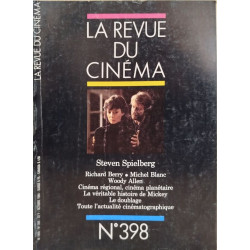 LA REVUE DU CINÉMA
LA REVUE
DU
CINÉMA
Steven Spielberg
Richard Berry • Michel Blanc
Woody Allen
Cinéma régional, cinéma planétaire
La véritable histoire de Mickey
Le doublage
Toute l'actualité cinématographique
N°398